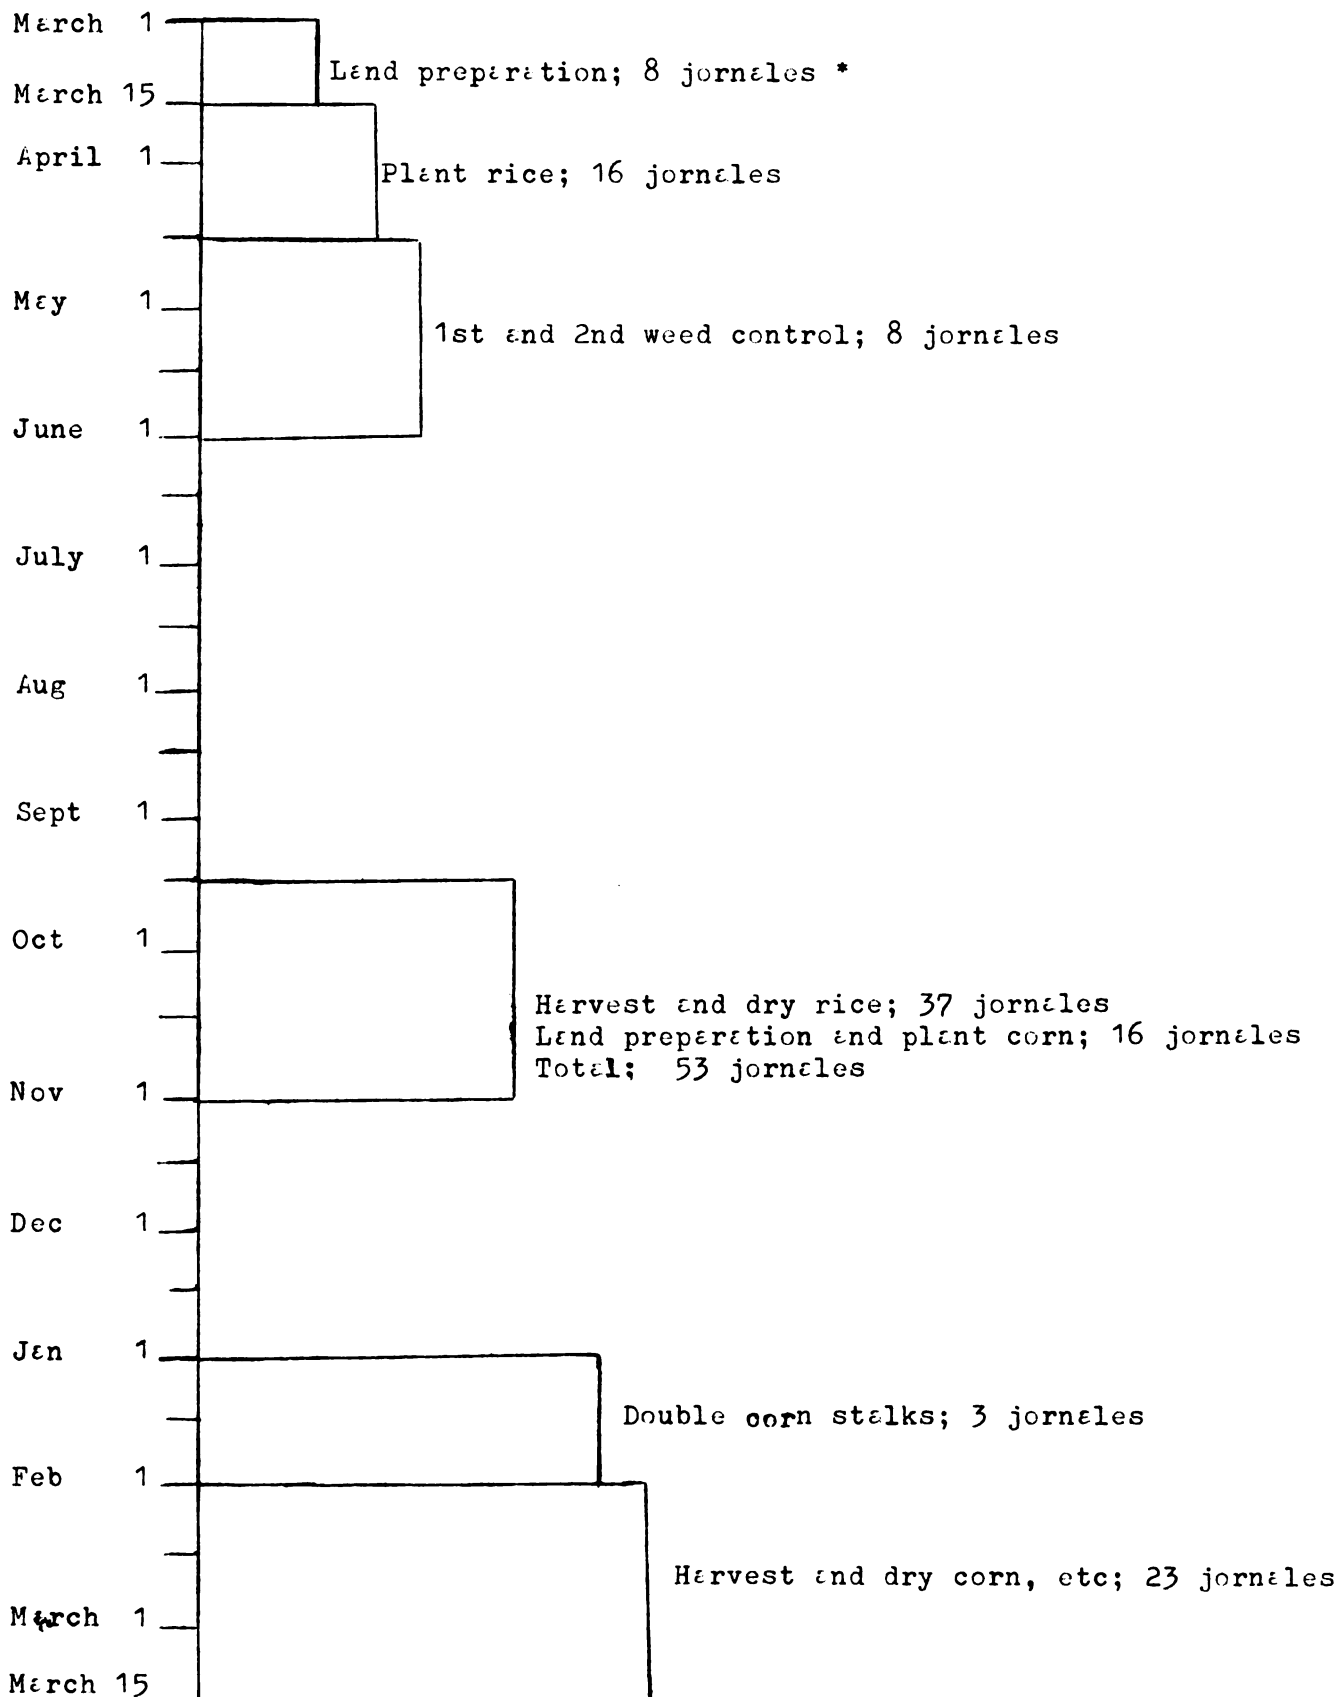 March 1
Land preparation; 8 jornales *
March 15
April 1
Plant rice; 16 jornales
May 1
1st and 2nd weed control; 8 jornales
June 1
July 1
Aug 1
Sept 1
Oct 1
Harvest and dry rice; 37 jornales
Land preparation and plant corn; 16 jornales
Total; 53 jornales
Nov 1
Dec 1
Jan 1
Double corn stalks; 3 jornales
Feb 1
Harvest and dry corn, etc; 23 jornales
March 1
March 15